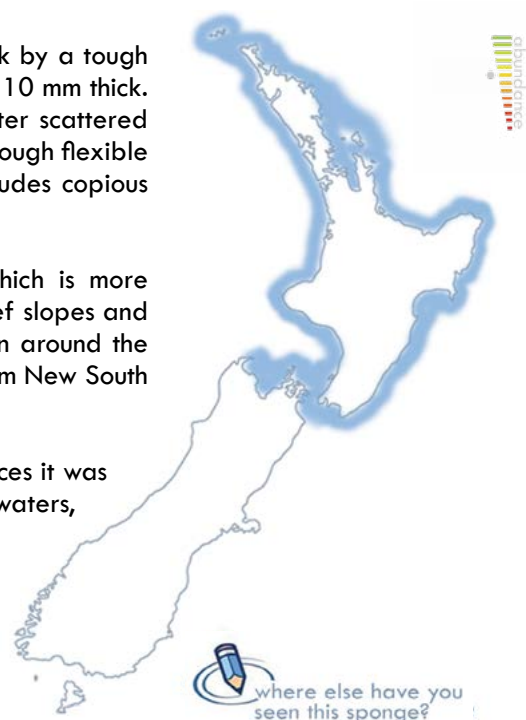 k by a tough
10 mm thick.
ter scattered
ough flexible
udes copious
hich is more
ef slopes and
n around the
m New South
ces it was
waters,
abundance
where else have you
seen this sponge?